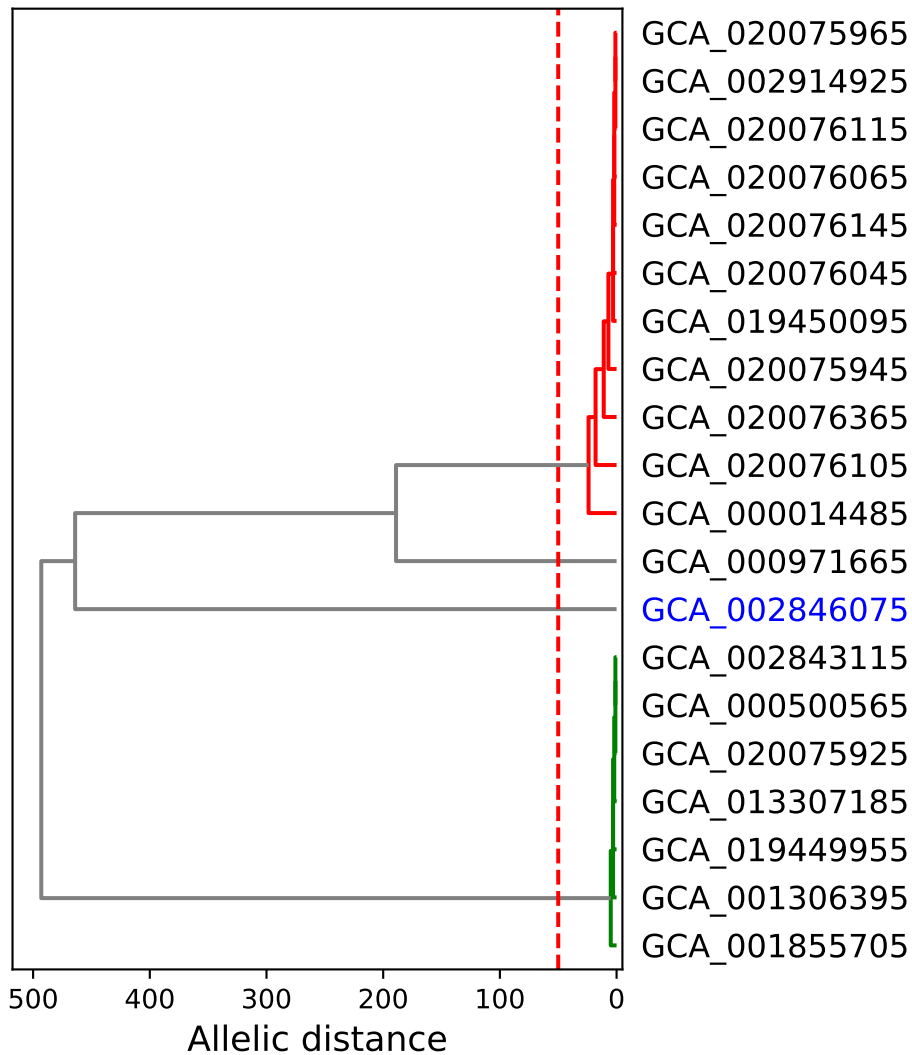 GCA_020075965
GCA_002914925
GCA_020076115
GCA_020076065
GCA_020076145
GCA_020076045
GCA_019450095
GCA_020075945
GCA_020076365
GCA_020076105
GCA_000014485
GCA_000971665
GCA_002846075
GCA_002843115
GCA_000500565
GCA_020075925
GCA_013307185
GCA_019449955
GCA_001306395
GCA_001855705
500 400 300 200 100 0
Allelic distance